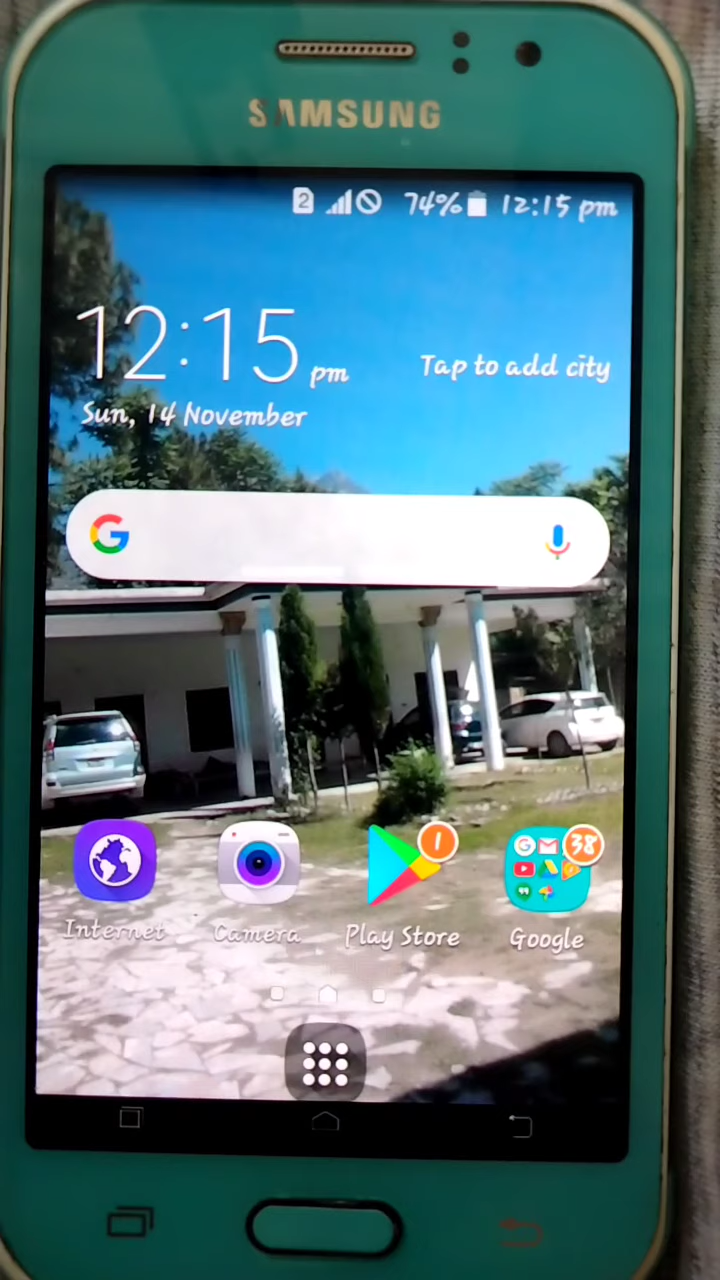 SAMSUNG
2 74% 12:15 pm
12:15 pm
Tap to add city
Sun, 14 November
G
1
38
Internet
Camera
Play Store
Google